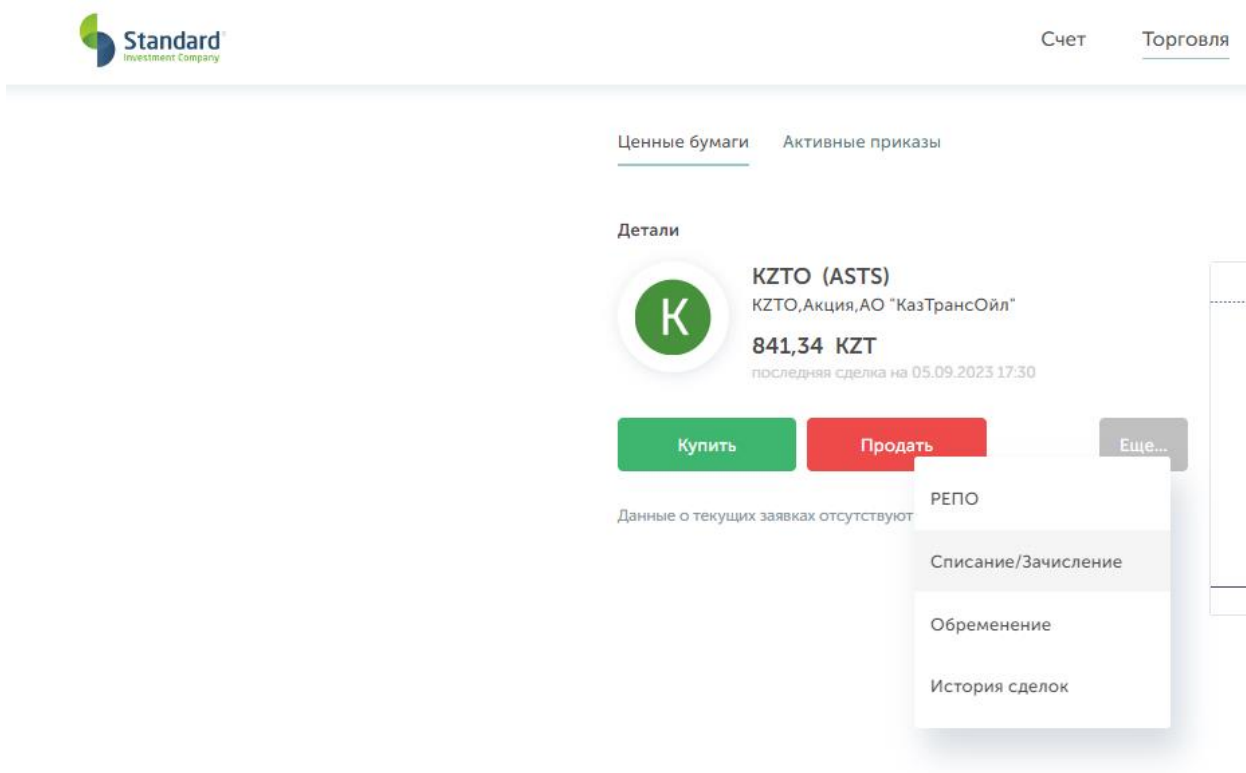 Standard
Investment Company
Счет
Торговля
Ценные бумаги
Активные приказы
Детали
K
KZTO (ASTS)
KZTO,Акция,АО "КазТрансОйл"
841,34 KZT
последняя сделка на 05.09.2023 17:30
Купить
Продать
Еще...
Данные о текущих заявках отсутствуют
РЕПО
Списание/Зачисление
Обременение
История сделок